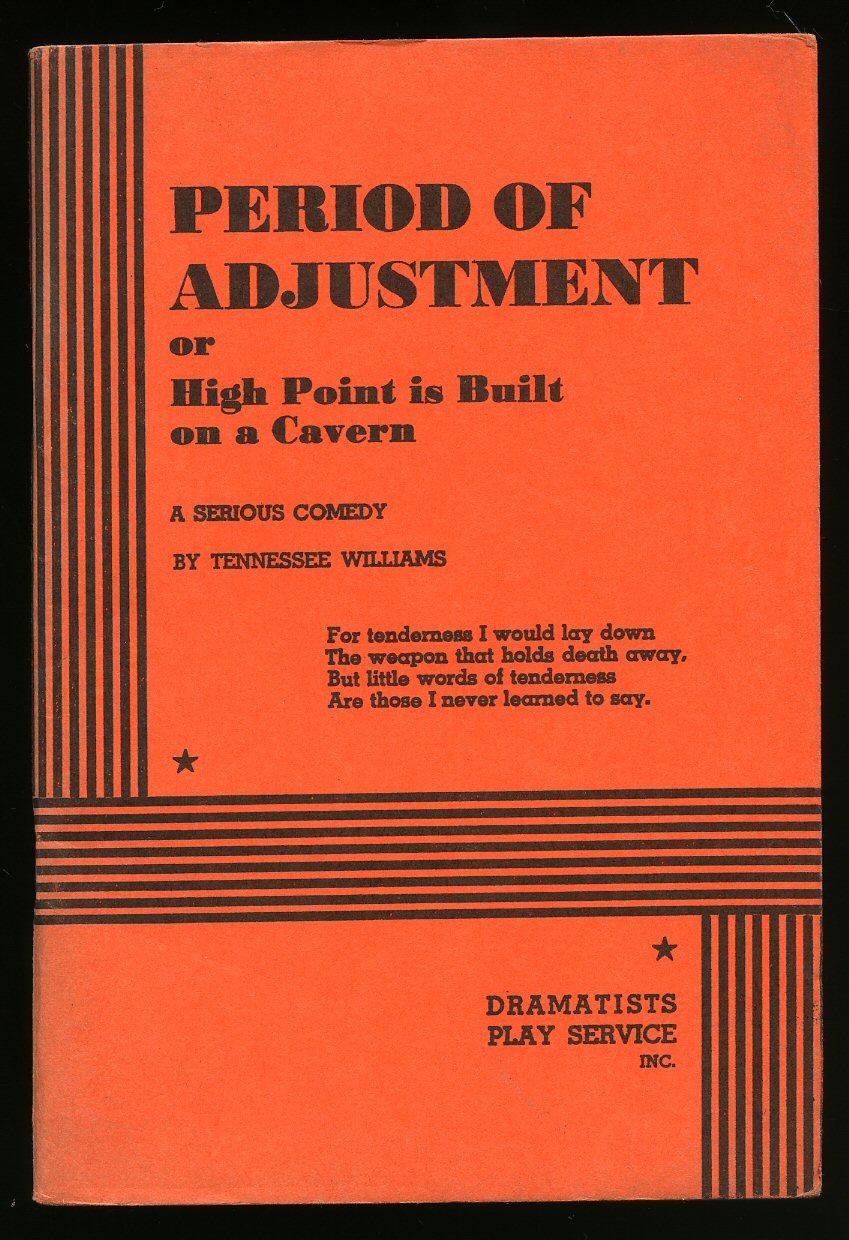 PERIOD OF
ADJUSTMENT
or
High Point is Built
on a Cavern
A SERIOUS COMEDY
BY TENNESSEE WILLIAMS
For tenderness I would lay down
The weapon that holds death away,
But little words of tenderness
Are those I never learned to say.
DRAMATISTS
PLAY SERVICE
INC.